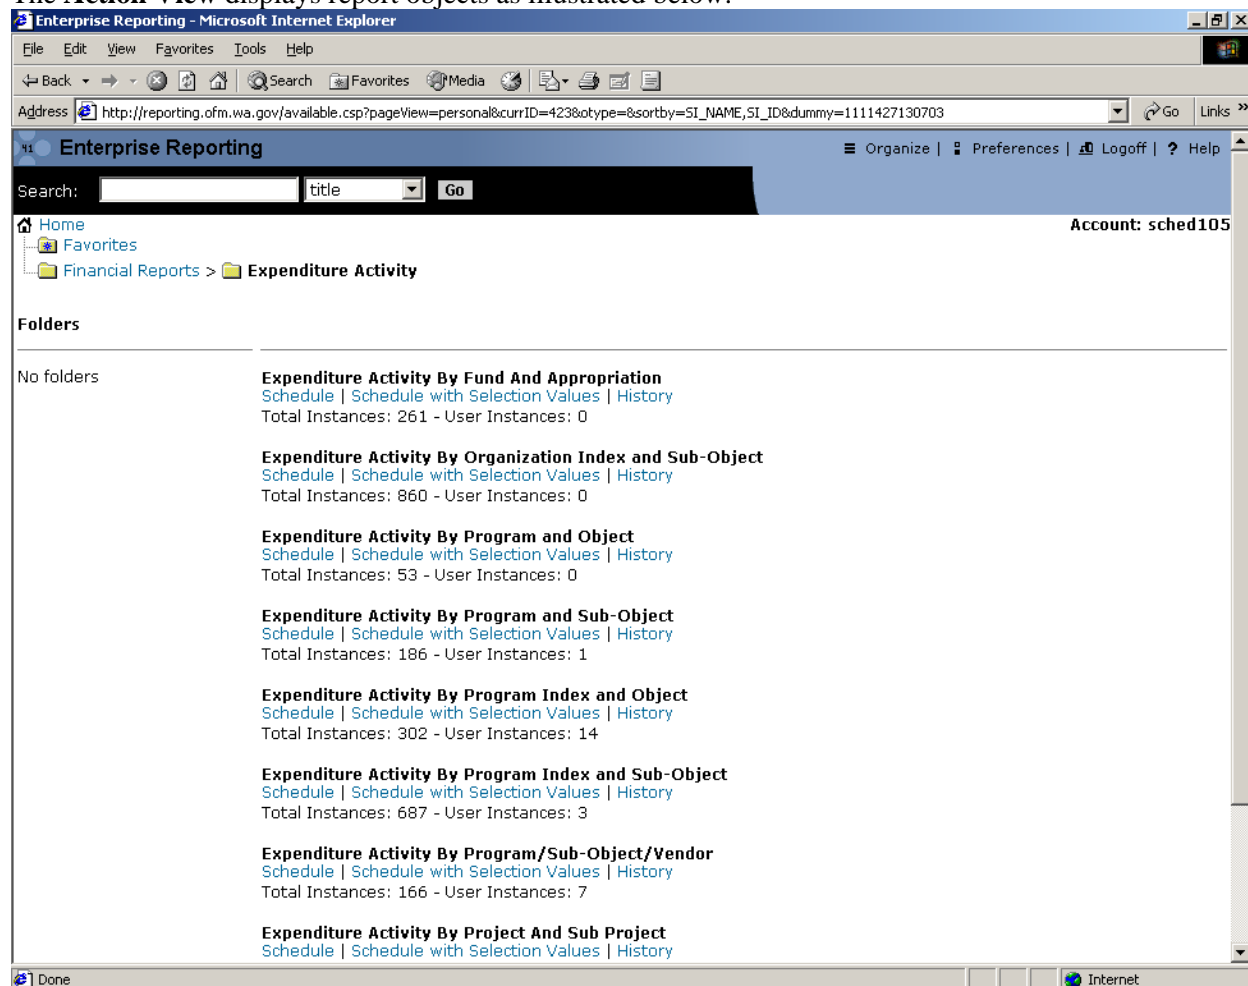 The Action View displays report objects as illustrated below.
Enterprise Reporting - Microsoft Internet Explorer
File Edit View Favorites Tools Help
Back Search Favorites Media
Address http://reporting.ofm.wa.gov/available.csp?pageView=personal&currID=423&otype=&sortby=SI_NAME,SI_ID&dummy=1111427130703 Go Links »
Enterprise Reporting Organize | Preferences | Logoff | ? Help
Search: title Go
Home Account: sched105
Favorites
Financial Reports > Expenditure Activity
Folders
No folders
Expenditure Activity By Fund And Appropriation
Schedule | Schedule with Selection Values | History
Total Instances: 261 - User Instances: 0
Expenditure Activity By Organization Index and Sub-Object
Schedule | Schedule with Selection Values | History
Total Instances: 860 - User Instances: 0
Expenditure Activity By Program and Object
Schedule | Schedule with Selection Values | History
Total Instances: 53 - User Instances: 0
Expenditure Activity By Program and Sub-Object
Schedule | Schedule with Selection Values | History
Total Instances: 186 - User Instances: 1
Expenditure Activity By Program Index and Object
Schedule | Schedule with Selection Values | History
Total Instances: 302 - User Instances: 14
Expenditure Activity By Program Index and Sub-Object
Schedule | Schedule with Selection Values | History
Total Instances: 687 - User Instances: 3
Expenditure Activity By Program/Sub-Object/Vendor
Schedule | Schedule with Selection Values | History
Total Instances: 166 - User Instances: 7
Expenditure Activity By Project And Sub Project
Schedule | Schedule with Selection Values | History
Done Internet